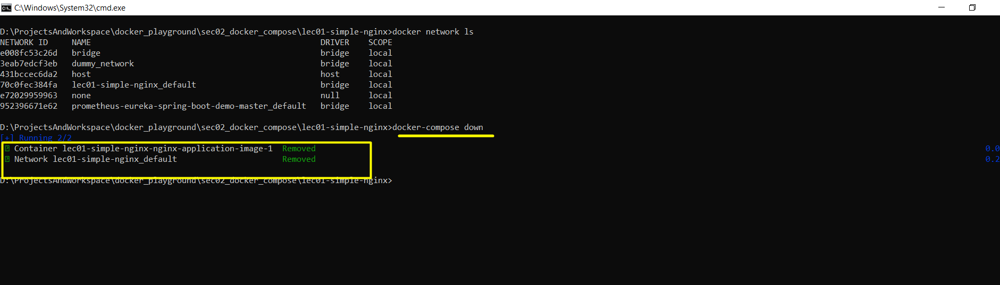 C:\Windows\System32\cmd.exe
D:\ProjectsAndWorkspace\docker_playground\sec02_docker_compose\lec01-simple-nginx>docker network ls
NETWORK ID   NAME                                                DRIVER    SCOPE
e008fc53c26d   bridge                                              bridge    local
3eab7edcf3eb   dummy_network                                       bridge    local
431bccec6da2   host                                                host      local
70c0fec384fa   lec01-simple-nginx_default                          bridge    local
e72029959963   none                                                null      local
952396671e62   prometheus-eureka-spring-boot-demo-master_default   bridge    local
D:\ProjectsAndWorkspace\docker_playground\sec02_docker_compose\lec01-simple-nginx>docker-compose down
[+] Running 2/2
Container lec01-simple-nginx-nginx-application-image-1  Removed 0.0
Network lec01-simple-nginx_default                      Removed 0.2
D:\ProjectsAndWorkspace\docker_playground\sec02_docker_compose\lec01-simple-nginx>